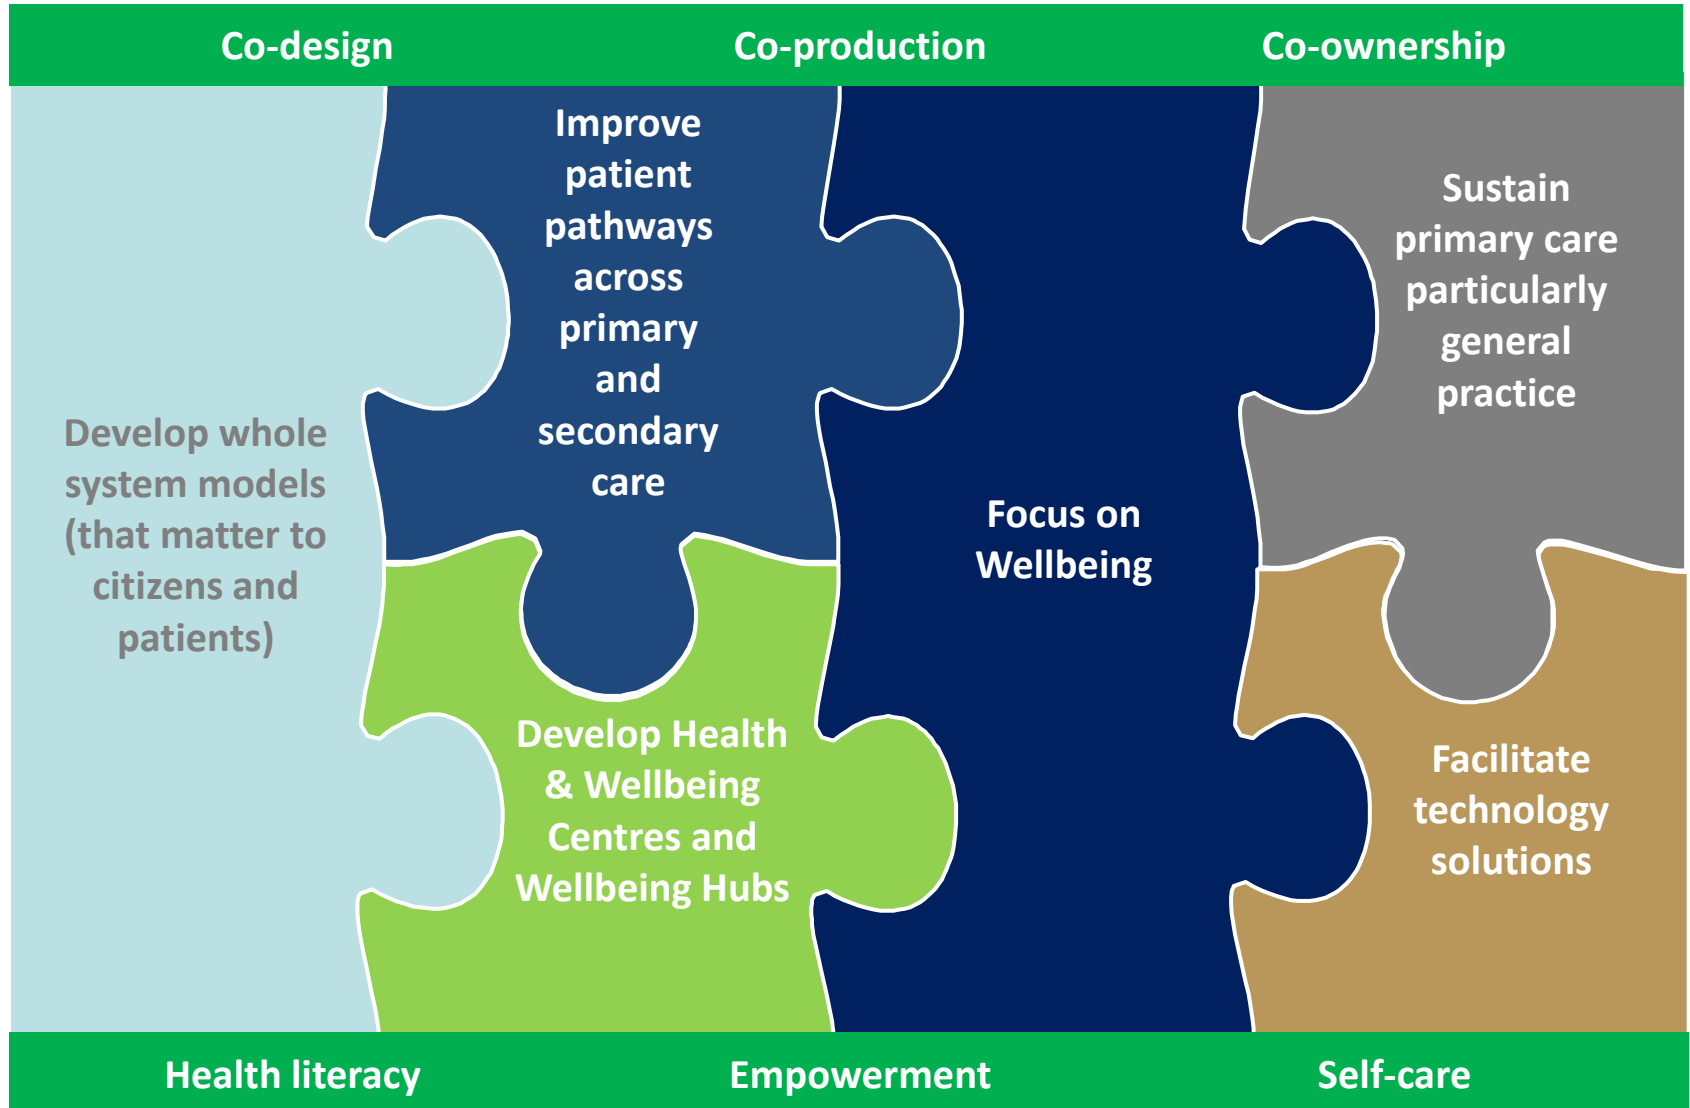 Co-design
Co-production
Co-ownership
Develop whole
system models
(that matter to
citizens and
patients)
Improve
patient
pathways
across
primary
and
secondary
care
Develop Health
& Wellbeing
Centres and
Wellbeing Hubs
Focus on
Wellbeing
Sustain
primary care
particularly
general
practice
Facilitate
technology
solutions
Health literacy
Empowerment
Self-care